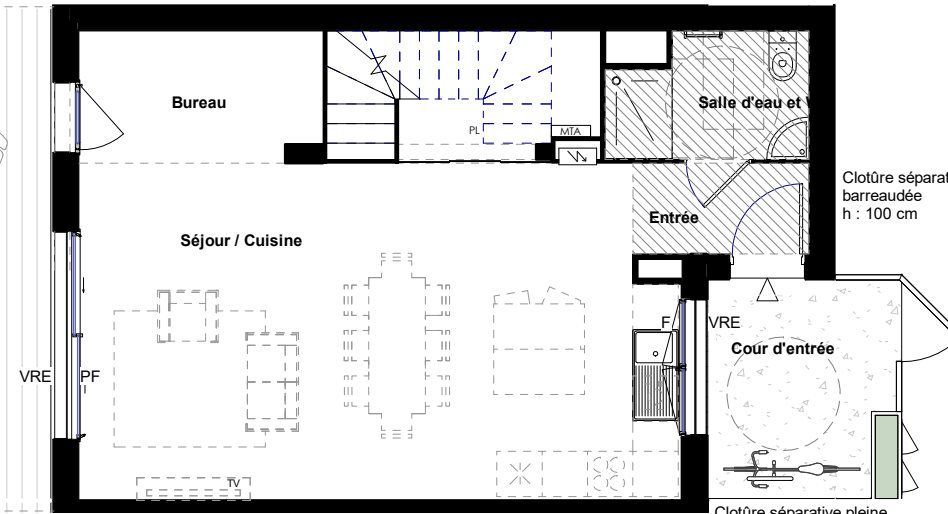 Bureau
PL
MTA
Salle d'eau et
Clotûre séparat
barreaudée
h : 100 cm
Entrée
Séjour / Cuisine
F
VRE
Cour d'entrée
VRE
PF
TV
Clotûre séparative pleine